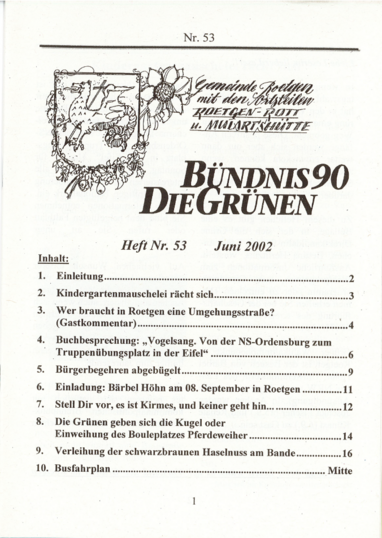 Nr. 53
Gemeinde Roetgen
mit den Ortsteilen
ROETGEN-ROTT
u. MULARTSHÜTTE
BÜNDNIS 90
DIE GRÜNEN
Heft Nr. 53 Juni 2002
Inhalt:
1. Einleitung 2
2. Kindergartenmauschelei rächt sich 3
3. Wer braucht in Roetgen eine Umgehungsstraße?
(Gastkommentar) 4
4. Buchbesprechung: „Vogelsang. Von der NS-Ordensburg zum
Truppenübungsplatz in der Eifel“ 6
5. Bürgerbegehren abgebügelt 9
6. Einladung: Bärbel Höhn am 08. September in Roetgen 11
7. Stell Dir vor, es ist Kirmes, und keiner geht hin... 12
8. Die Grünen geben sich die Kugel oder
Einweihung des Bouleplatzes Pferdeweiher 14
9. Verleihung der schwarzbraunen Haselnuss am Bande 16
10. Busfahrplan Mitte
1